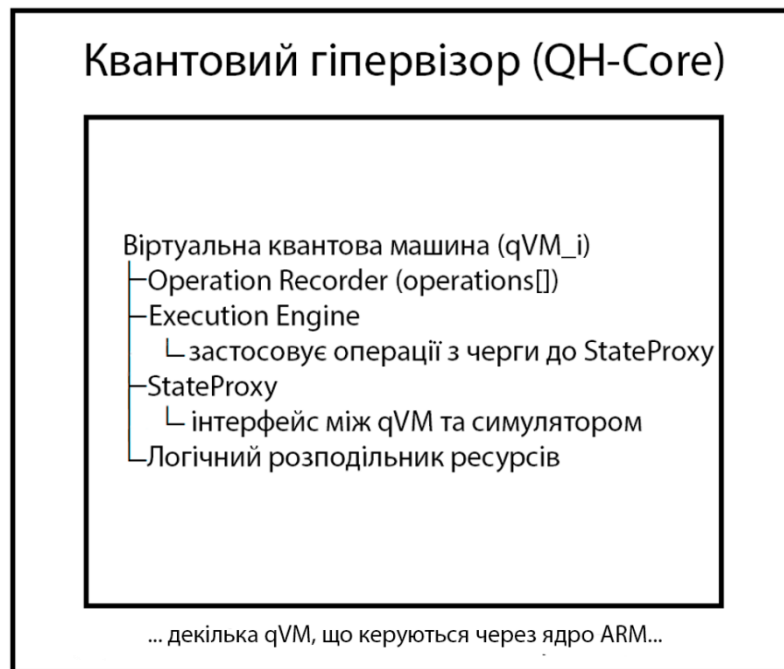 Квантовий гіпервізор (QH-Core)
Віртуальна квантова машина (qVM_i)
Operation Recorder (operations[])
Execution Engine
застосовує операції з черги до StateProxy
StateProxy
інтерфейс між qVM та симулятором
Логічний розподільник ресурсів
... декілька qVM, що керуються через ядро ARM...